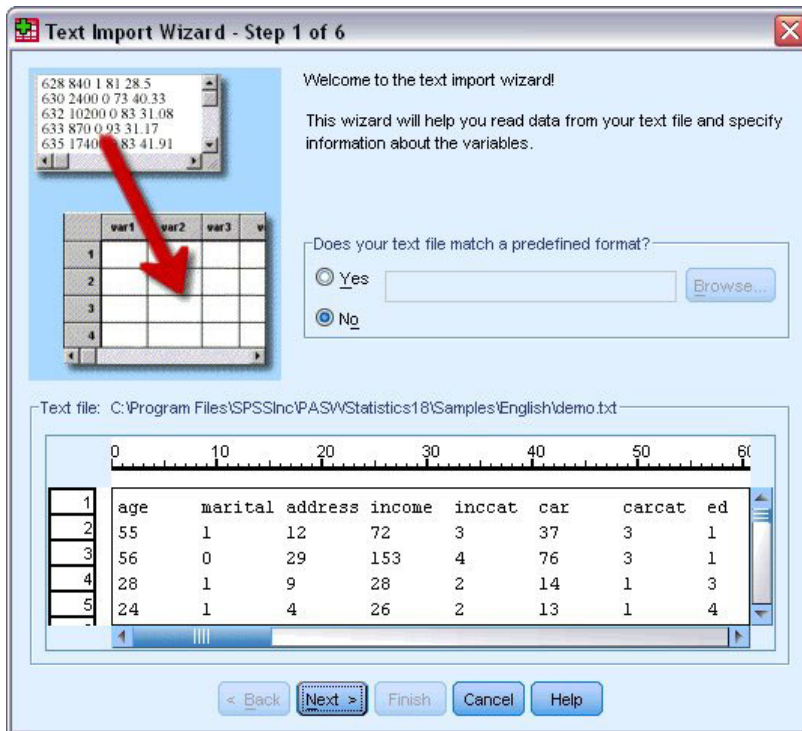 Text Import Wizard - Step 1 of 6
628 840 1 81 28.5
630 2400 0 73 40.33
632 10200 0 83 31.08
633 870 0 93 31.17
635 1740 83 41.91
var1 var2 var3
1
2
3
4
Welcome to the text import wizard!
This wizard will help you read data from your text file and specify
information about the variables.
Does your text file match a predefined format?
Yes
Browse...
No
Text file: C:\Program Files\SPSSInc\PASWStatistics18\Samples\English\demo.txt
0 10 20 30 40 50 60
1 age marital address income inccat car carcat ed
2 55 1 12 72 3 37 3 1
3 56 0 29 153 4 76 3 1
4 28 1 9 28 2 14 1 3
5 24 1 4 26 2 13 1 4
< Back Next > Finish Cancel Help